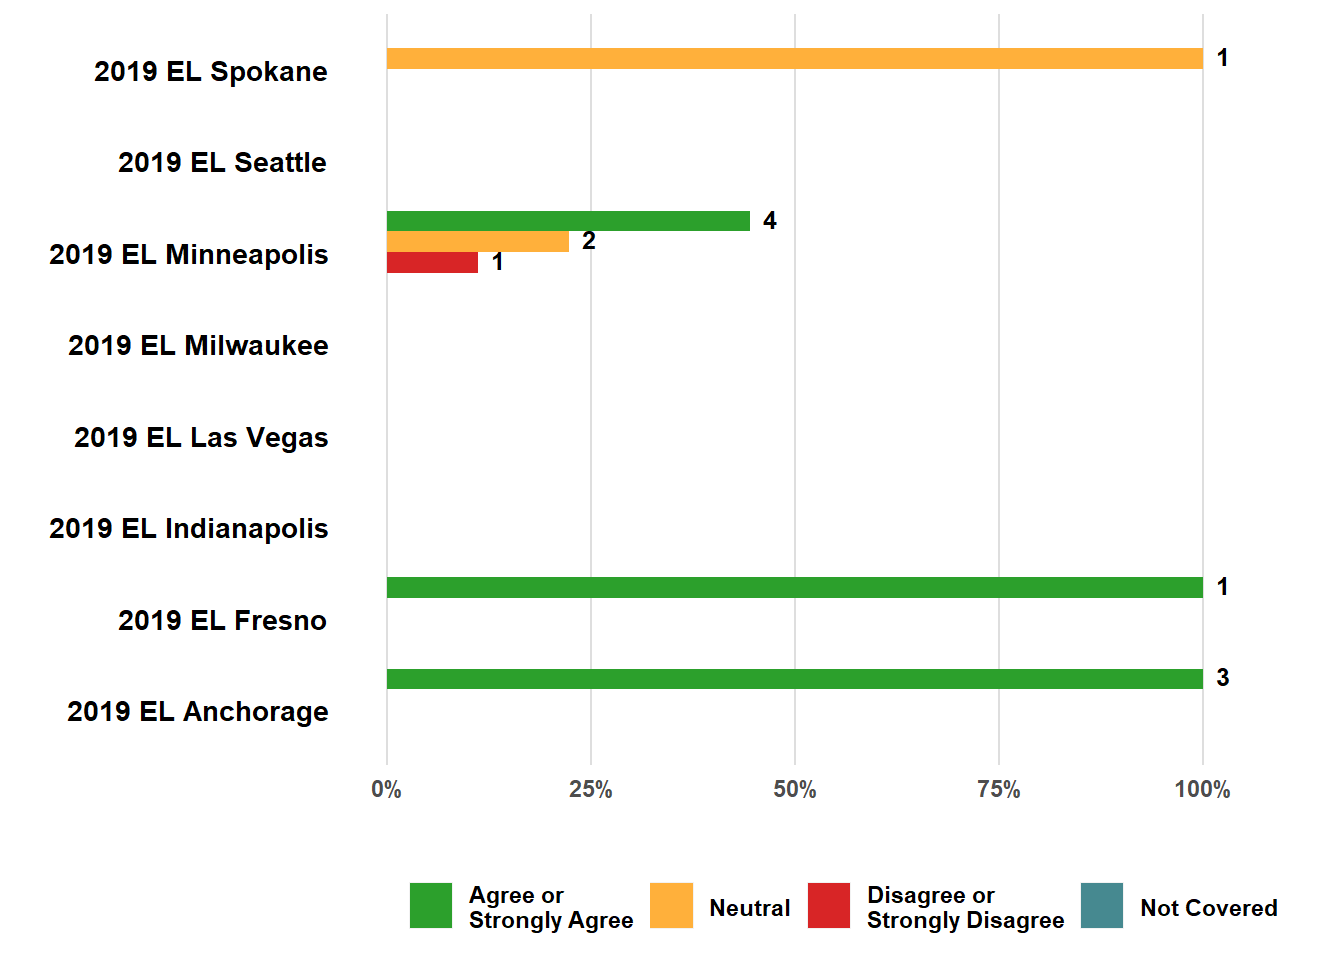 2019 EL Spokane
1
2019 EL Seattle
4
2019 EL Minneapolis
2
1
2019 EL Milwaukee
2019 EL Las Vegas
2019 EL Indianapolis
1
2019 EL Fresno
3
2019 EL Anchorage
0% 25% 50% 75% 100%
Agree or
Strongly Agree
Neutral
Disagree or
Strongly Disagree
Not Covered